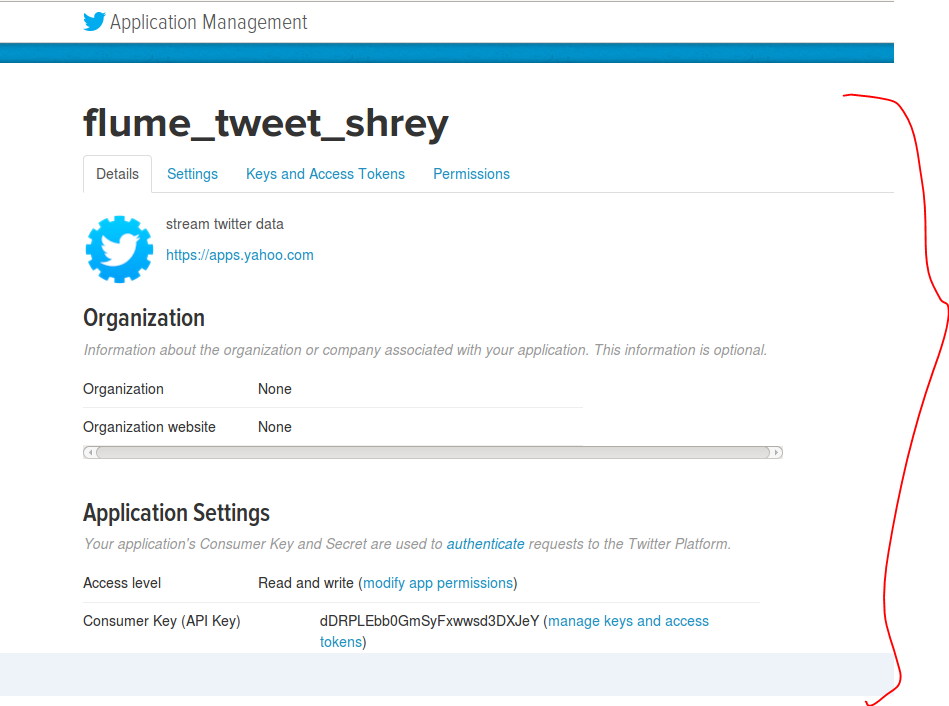 Application Management
flume_tweet_shrey
Details Settings Keys and Access Tokens Permissions
stream twitter data
https://apps.yahoo.com
Organization
Information about the organization or company associated with your application. This information is optional.
Organization None
Organization website None
Application Settings
Your application's Consumer Key and Secret are used to authenticate requests to the Twitter Platform.
Access level Read and write (modify app permissions)
Consumer Key (API Key) dDRPLEbb0GmSyFxwwsd3DXJeY (manage keys and access
tokens)